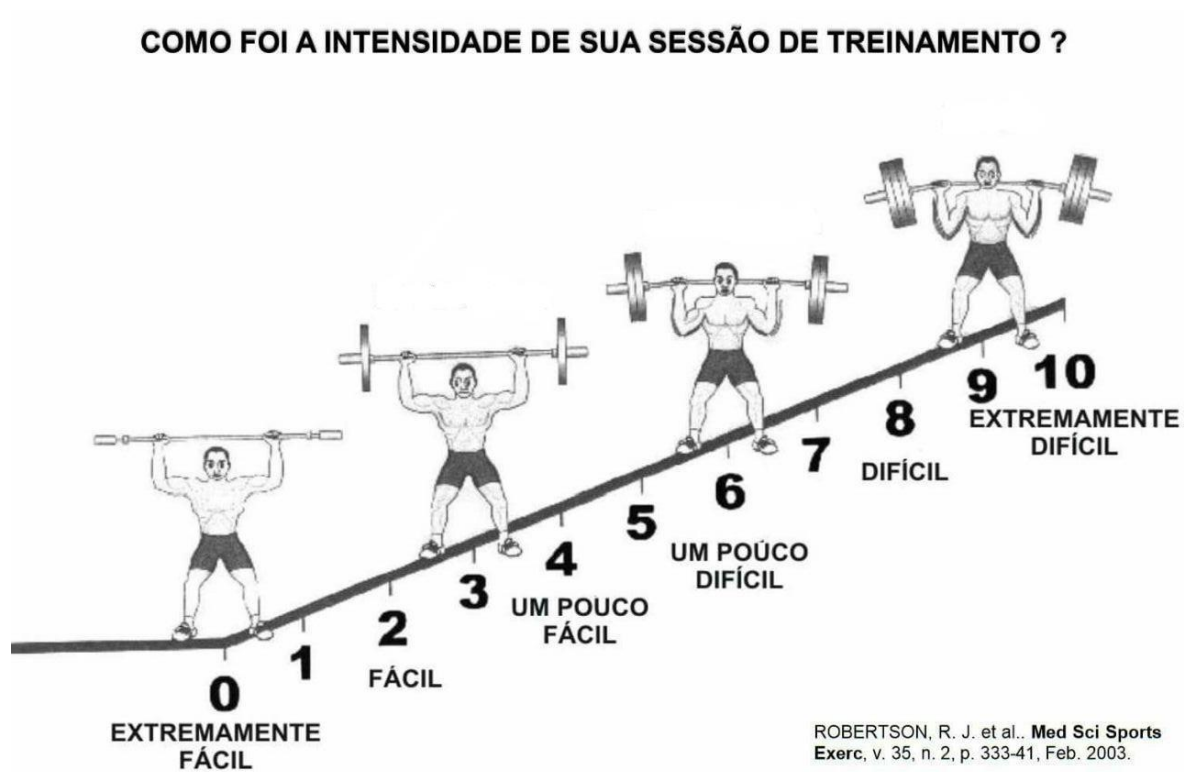 COMO FOI A INTENSIDADE DE SUA SESSÃO DE TREINAMENTO ?
0
EXTREMAMENTE
FÁCIL
1
2
FÁCIL
3
4
UM POUCO
FÁCIL
5
6
UM POÚCO
DIFÍCIL
7
8
DIFÍCIL
9
10
EXTREMAMENTE
DIFÍCIL
ROBERTSON, R. J. et al.. Med Sci Sports
Exerc, v. 35, n. 2, p. 333-41, Feb. 2003.